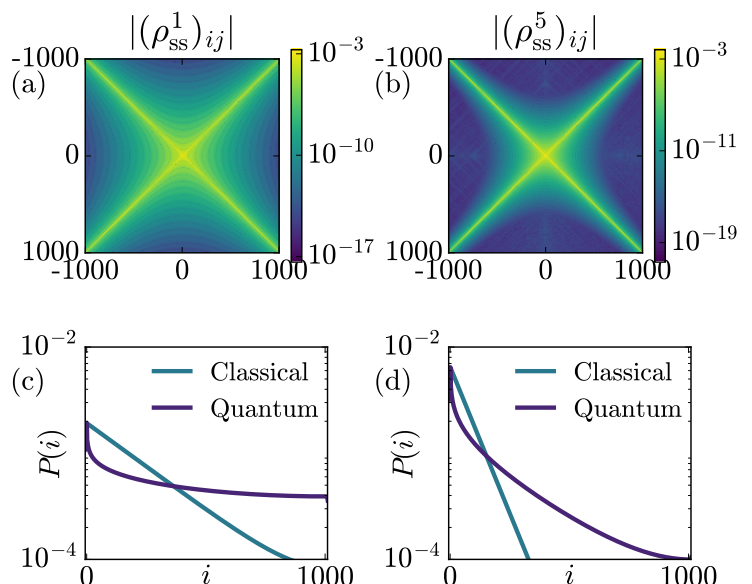 |(ρ¹ₛₛ)ᵢⱼ|
|(ρ⁵ₛₛ)ᵢⱼ|
(a)
-1000
0
1000
-1000 0 1000
10⁻³
10⁻¹⁰
10⁻¹⁷
(b)
-1000
0
1000
-1000 0 1000
10⁻³
10⁻¹¹
10⁻¹⁹
(c)
10⁻²
P(i)
10⁻⁴
Classical
Quantum
0 i 1000
(d)
10⁻²
P(i)
10⁻⁴
Classical
Quantum
0 i 1000